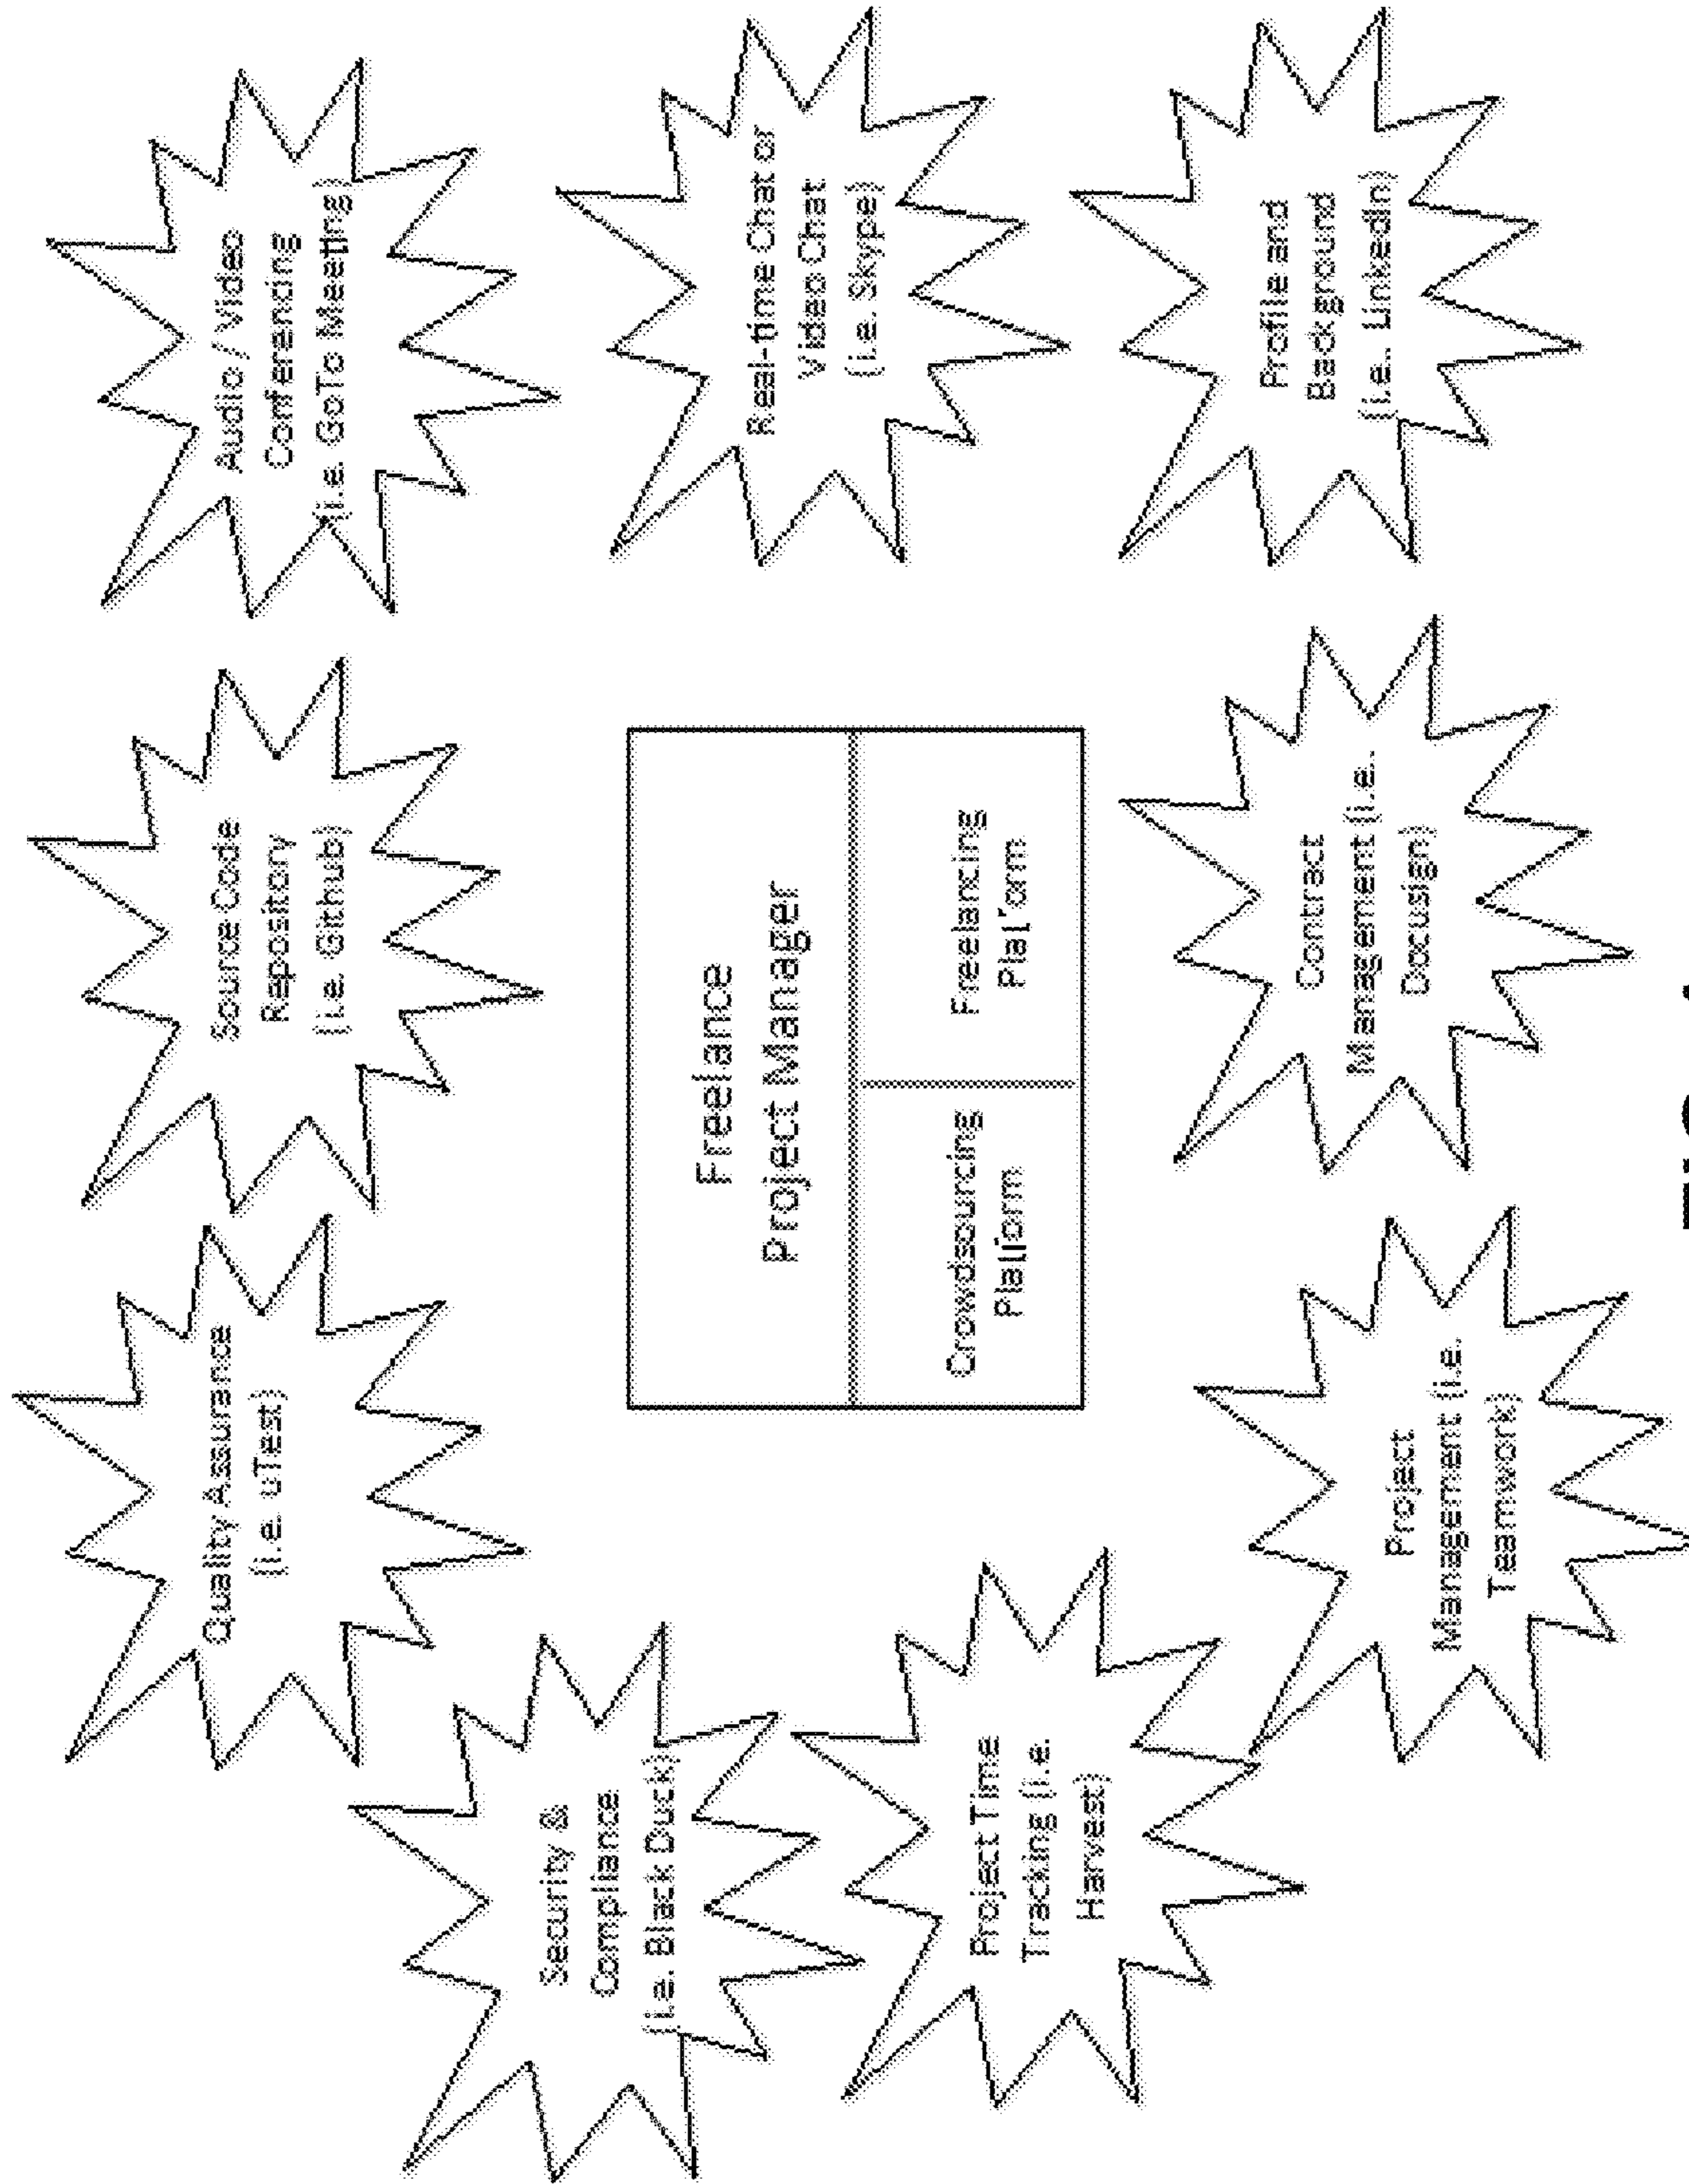 Quality Assurance
(i.e. uTest)
Source Code
Repository
(i.e. Github)
Audio / Video
Conferencing
(i.e. GoTo Meeting)
Security &
Compliance
(i.e. Black Duck)
Freelance
Project Manager
Crowdsourcing
Platform
Freelancing
Platform
Real-time Chat or
Video Chat
(i.e. Skype)
Project Time
Tracking (i.e.
Harvest)
Project
Management (i.e.
Teamwork)
Contract
Management (i.e..
Docusign)
Profile and
Background
(i.e.. LinkedIn)